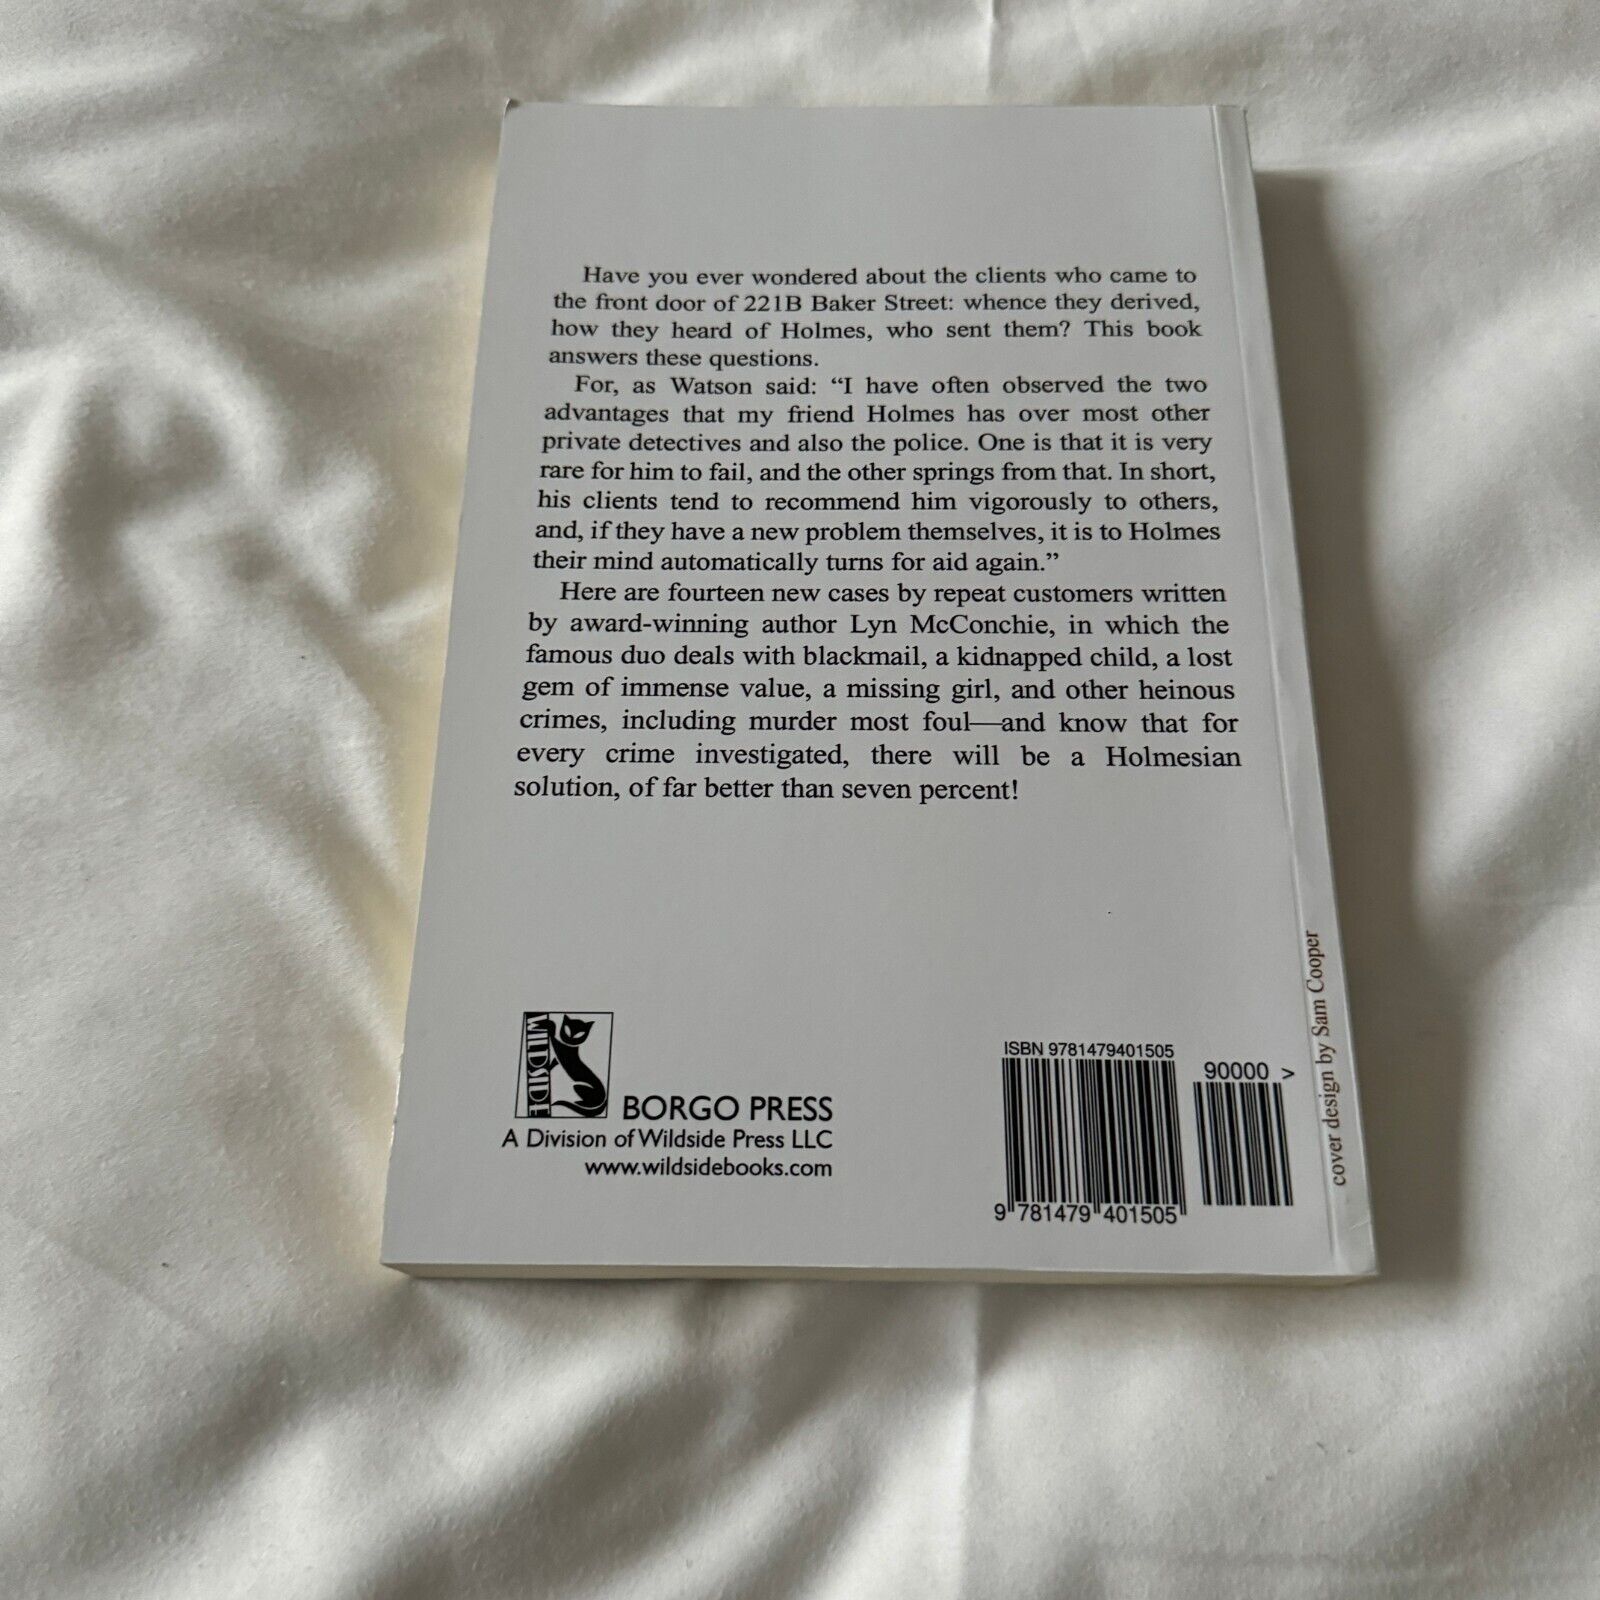 Have you ever wondered about the clients who came to
the front door of 221B Baker Street: whence they derived,
how they heard of Holmes, who sent them? This book
answers these questions.
For, as Watson said: “I have often observed the two
advantages that my friend Holmes has over most other
private detectives and also the police. One is that it is very
rare for him to fail, and the other springs from that. In short,
his clients tend to recommend him vigorously to others,
and, if they have a new problem themselves, it is to Holmes
their mind automatically turns for aid again.”
Here are fourteen new cases by repeat customers written
by award-winning author Lyn McConchie, in which the
famous duo deals with blackmail, a kidnapped child, a lost
gem of immense value, a missing girl, and other heinous
crimes, including murder most foul—and know that for
every crime investigated, there will be a Holmesian
solution, of far better than seven percent!
WILDSIDE
BORGO PRESS
A Division of Wildside Press LLC
www.wildsidebooks.com
ISBN 9781479401505
90000 >
9 781479 401505
cover design by Sam Cooper